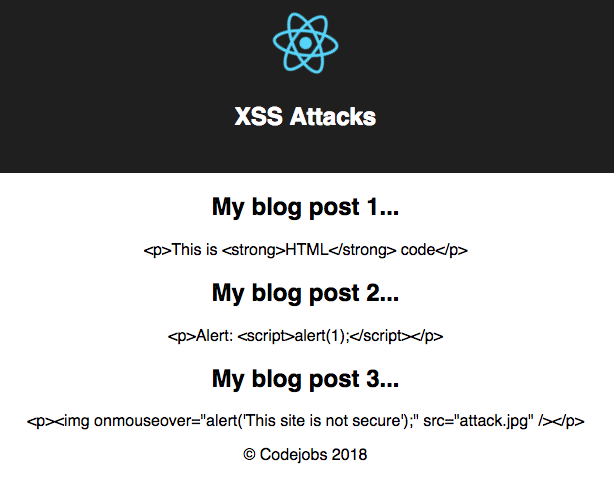 XSS Attacks
My blog post 1...
<p>This is <strong>HTML</strong> code</p>
My blog post 2...
<p>Alert: <script>alert(1);</script></p>
My blog post 3...
<p><img onmouseover="alert('This site is not secure');" src="attack.jpg" /></p>
© Codejobs 2018